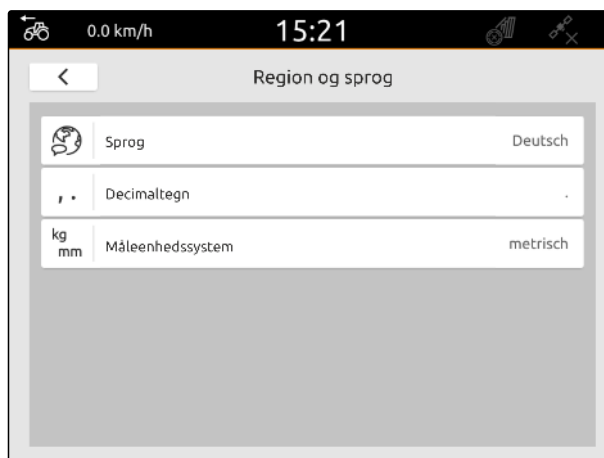 0.0 km/h
15:21
Region og sprog
Sprog
Deutsch
, .
Decimaltegn
.
kg
mm
Måleenhedssystem
metrisch